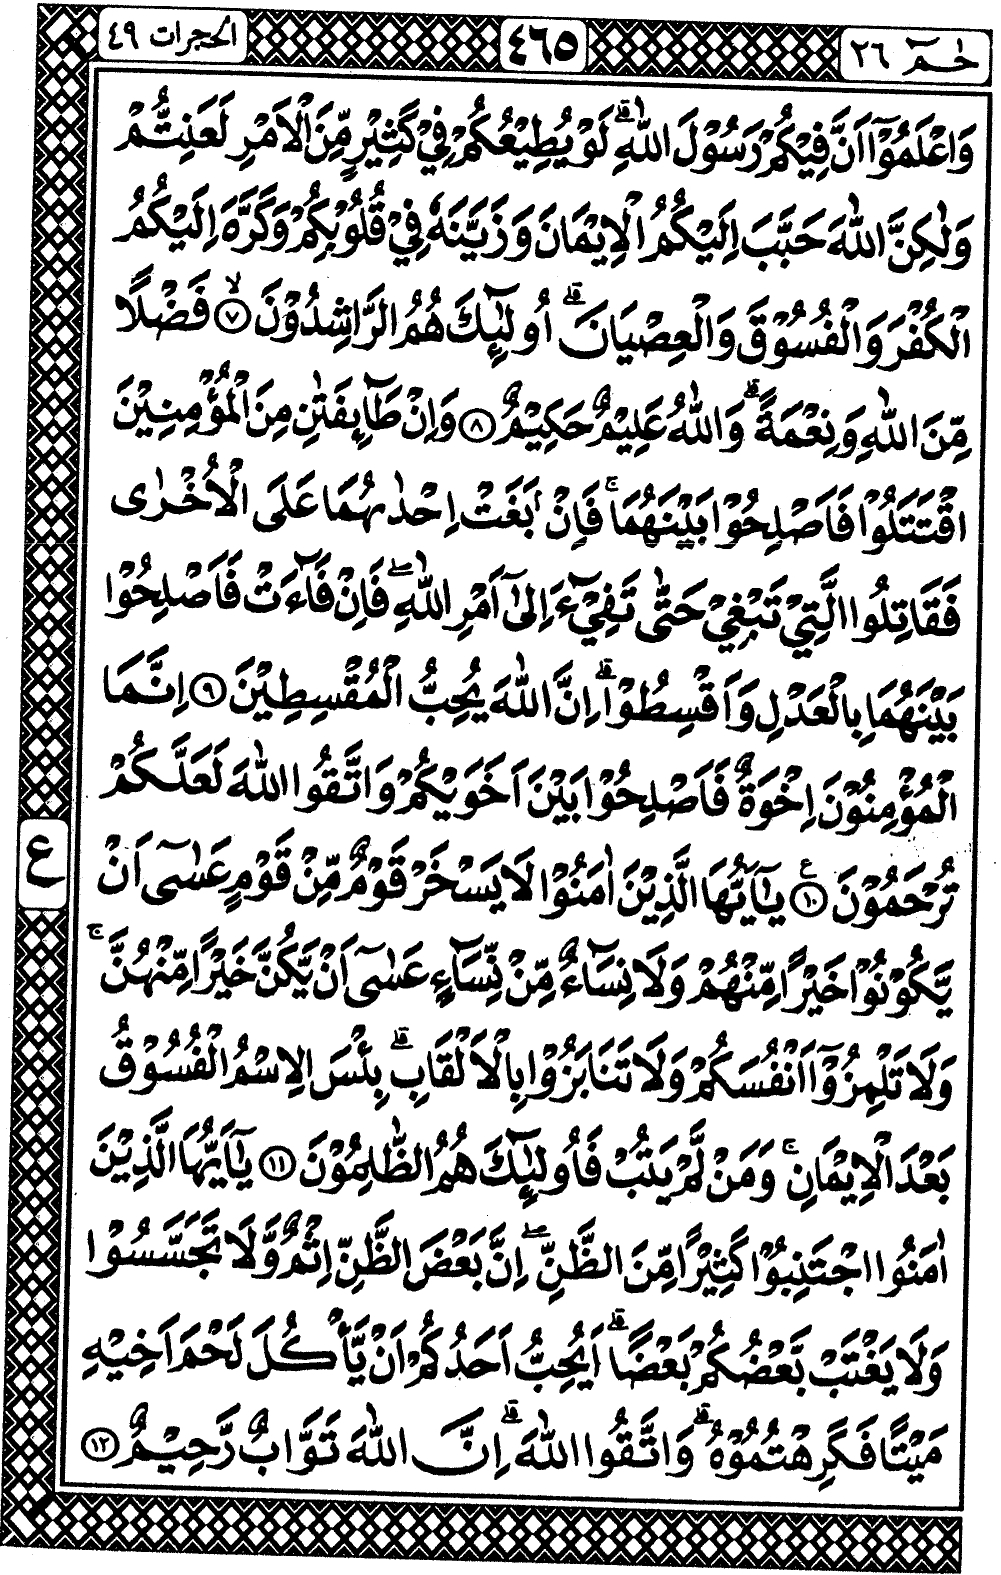 حٰمٓ ٢٦
٤٦٥
الحجرات ٤٩
وَاعْلَمُوْۤا اَنَّ فِيْكُمْ رَسُوْلَ اللّٰهِ ؕ لَوْ يُطِيْعُكُمْ فِيْ كَثِيْرٍ مِّنَ الْاَمْرِ لَعَنِتُّمْ
وَلٰكِنَّ اللّٰهَ حَبَّبَ اِلَيْكُمُ الْاِيْمَانَ وَزَيَّنَهٗ فِيْ قُلُوْبِكُمْ وَكَرَّهَ اِلَيْكُمُ
الْكُفْرَ وَالْفُسُوْقَ وَالْعِصْيَانَ ؕ اُولٰٓئِكَ هُمُ الرّٰشِدُوْنَ ۙ ﴿٧﴾ فَضْلًا
مِّنَ اللّٰهِ وَنِعْمَةً ؕ وَاللّٰهُ عَلِيْمٌ حَكِيْمٌ ﴿٨﴾ وَاِنْ طَآئِفَتٰنِ مِنَ الْمُؤْمِنِيْنَ
اقْتَتَلُوْا فَاَصْلِحُوْا بَيْنَهُمَا ۚ فَاِنْۢ بَغَتْ اِحْدٰىهُمَا عَلَى الْاُخْرٰى
فَقَاتِلُوا الَّتِيْ تَبْغِيْ حَتّٰى تَفِيْٓءَ اِلٰٓى اَمْرِ اللّٰهِ ۖ فَاِنْ فَآءَتْ فَاَصْلِحُوْا
بَيْنَهُمَا بِالْعَدْلِ وَاَقْسِطُوْا ؕ اِنَّ اللّٰهَ يُحِبُّ الْمُقْسِطِيْنَ ﴿٩﴾ اِنَّمَا
الْمُؤْمِنُوْنَ اِخْوَةٌ فَاَصْلِحُوْا بَيْنَ اَخَوَيْكُمْ وَاتَّقُوا اللّٰهَ لَعَلَّكُمْ
تُرْحَمُوْنَ ﴿١٠﴾ ع يٰۤاَيُّهَا الَّذِيْنَ اٰمَنُوْا لَا يَسْخَرْ قَوْمٌ مِّنْ قَوْمٍ عَسٰٓى اَنْ
يَّكُوْنُوْا خَيْرًا مِّنْهُمْ وَلَا نِسَآءٌ مِّنْ نِّسَآءٍ عَسٰٓى اَنْ يَّكُنَّ خَيْرًا مِّنْهُنَّ ۚ
وَلَا تَلْمِزُوْۤا اَنْفُسَكُمْ وَلَا تَنَابَزُوْا بِالْاَلْقَابِ ؕ بِئْسَ الِاسْمُ الْفُسُوْقُ
بَعْدَ الْاِيْمَانِ ۚ وَمَنْ لَّمْ يَتُبْ فَاُولٰٓئِكَ هُمُ الظّٰلِمُوْنَ ﴿١١﴾ يٰۤاَيُّهَا الَّذِيْنَ
اٰمَنُوا اجْتَنِبُوْا كَثِيْرًا مِّنَ الظَّنِّ ۖ اِنَّ بَعْضَ الظَّنِّ اِثْمٌ وَّلَا تَجَسَّسُوْا
وَلَا يَغْتَبْ بَّعْضُكُمْ بَعْضًا ؕ اَيُحِبُّ اَحَدُكُمْ اَنْ يَّاْكُلَ لَحْمَ اَخِيْهِ
مَيْتًا فَكَرِهْتُمُوْهُ ؕ وَاتَّقُوا اللّٰهَ ؕ اِنَّ اللّٰهَ تَوَّابٌ رَّحِيْمٌ ﴿١٢﴾
ع